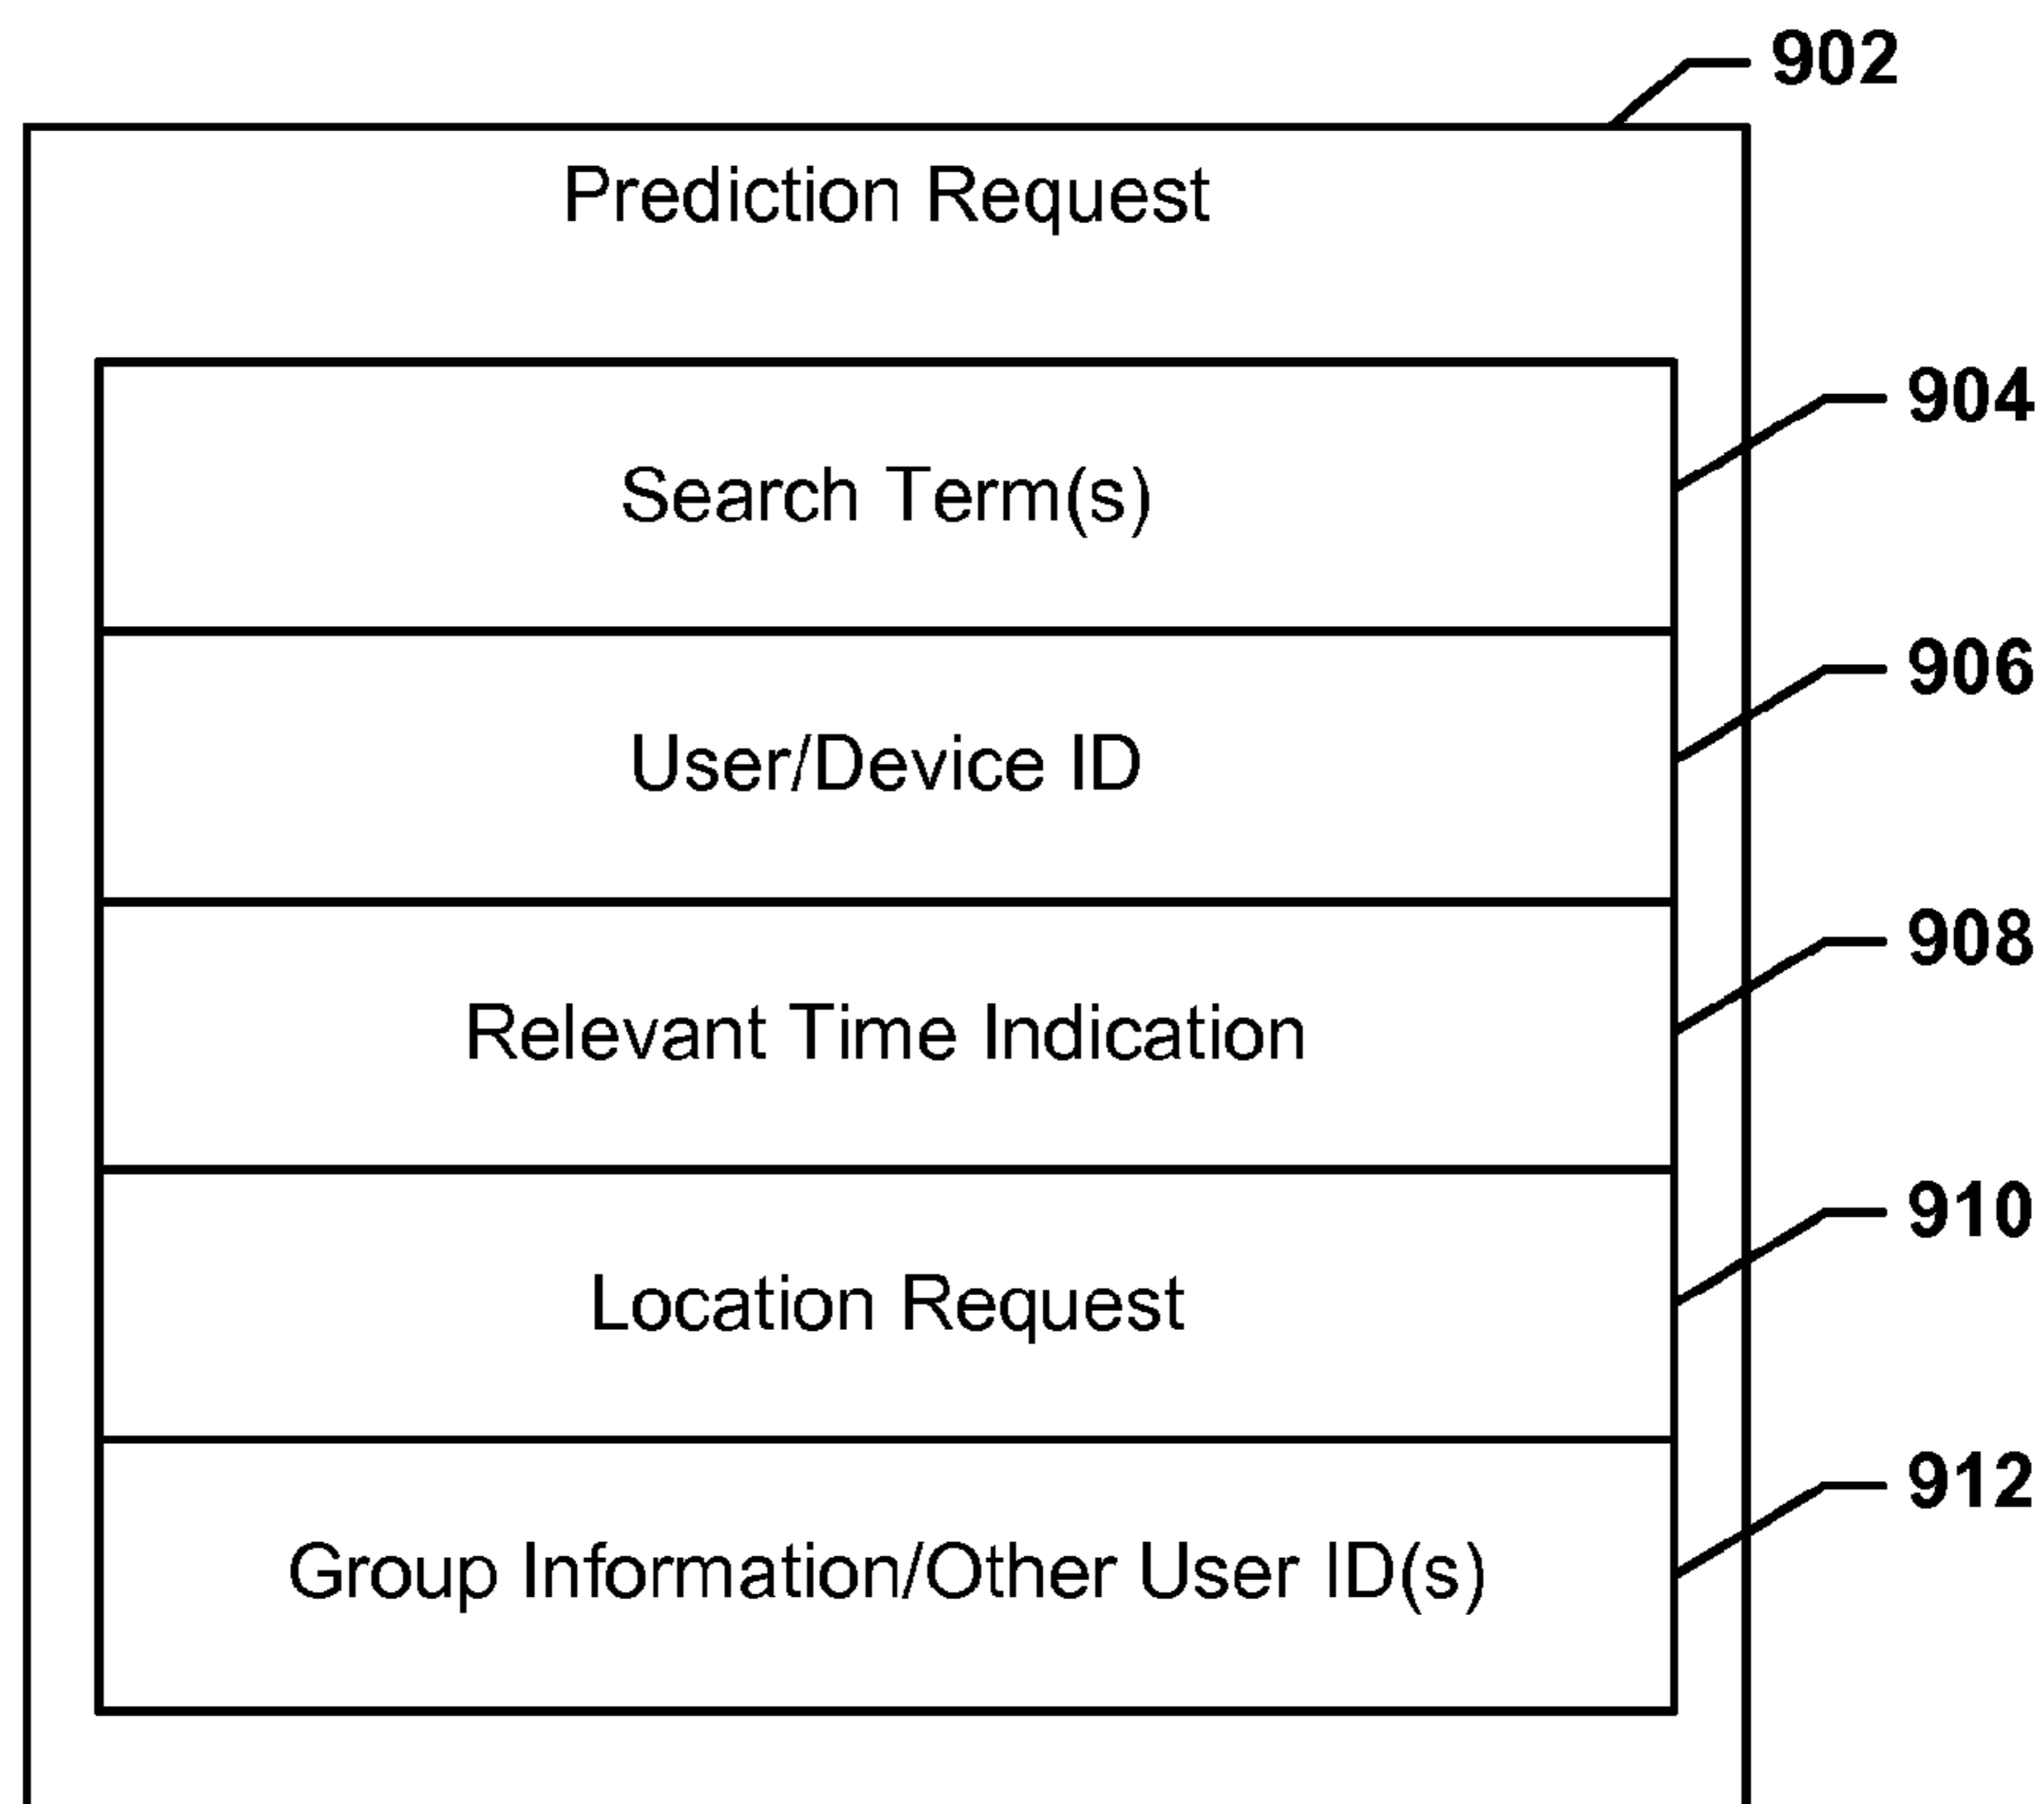 902
Prediction Request
904
Search Term(s)
906
User/Device ID
908
Relevant Time Indication
910
Location Request
912
Group Information/Other User ID(s)